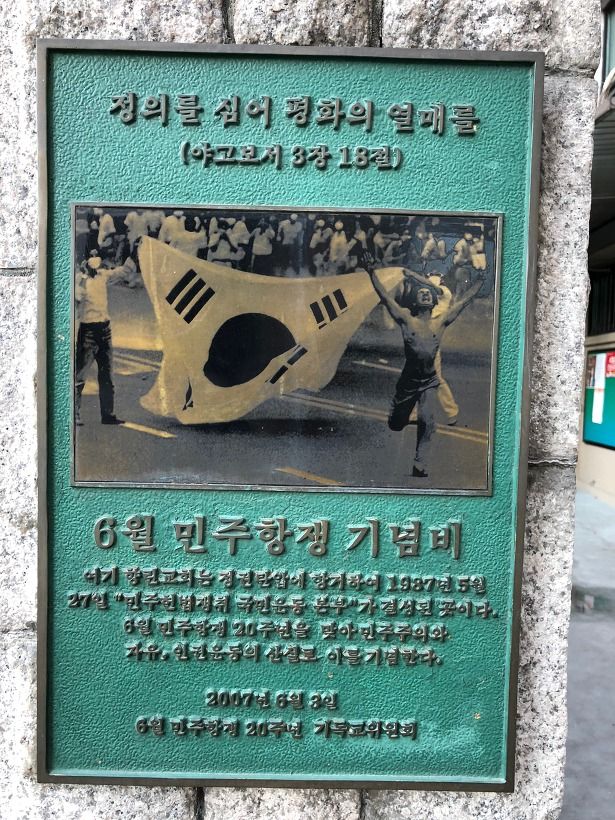 정의를 심어 평화의 열매를
(야고보서 3장 18절)
6월 민주항쟁 기념비
여기 향린교회는 정권탄압에 항거하여 1987년 5월
27일 "민주헌법쟁취 국민운동 본부"가 결성된 곳이다.
6월 민주항쟁 20주년을 맞아 민주주의와
자유, 인권운동의 산실로 이를 기념한다.
2007년 6월 3일
6월 민주항쟁 20주년 기독교위원회